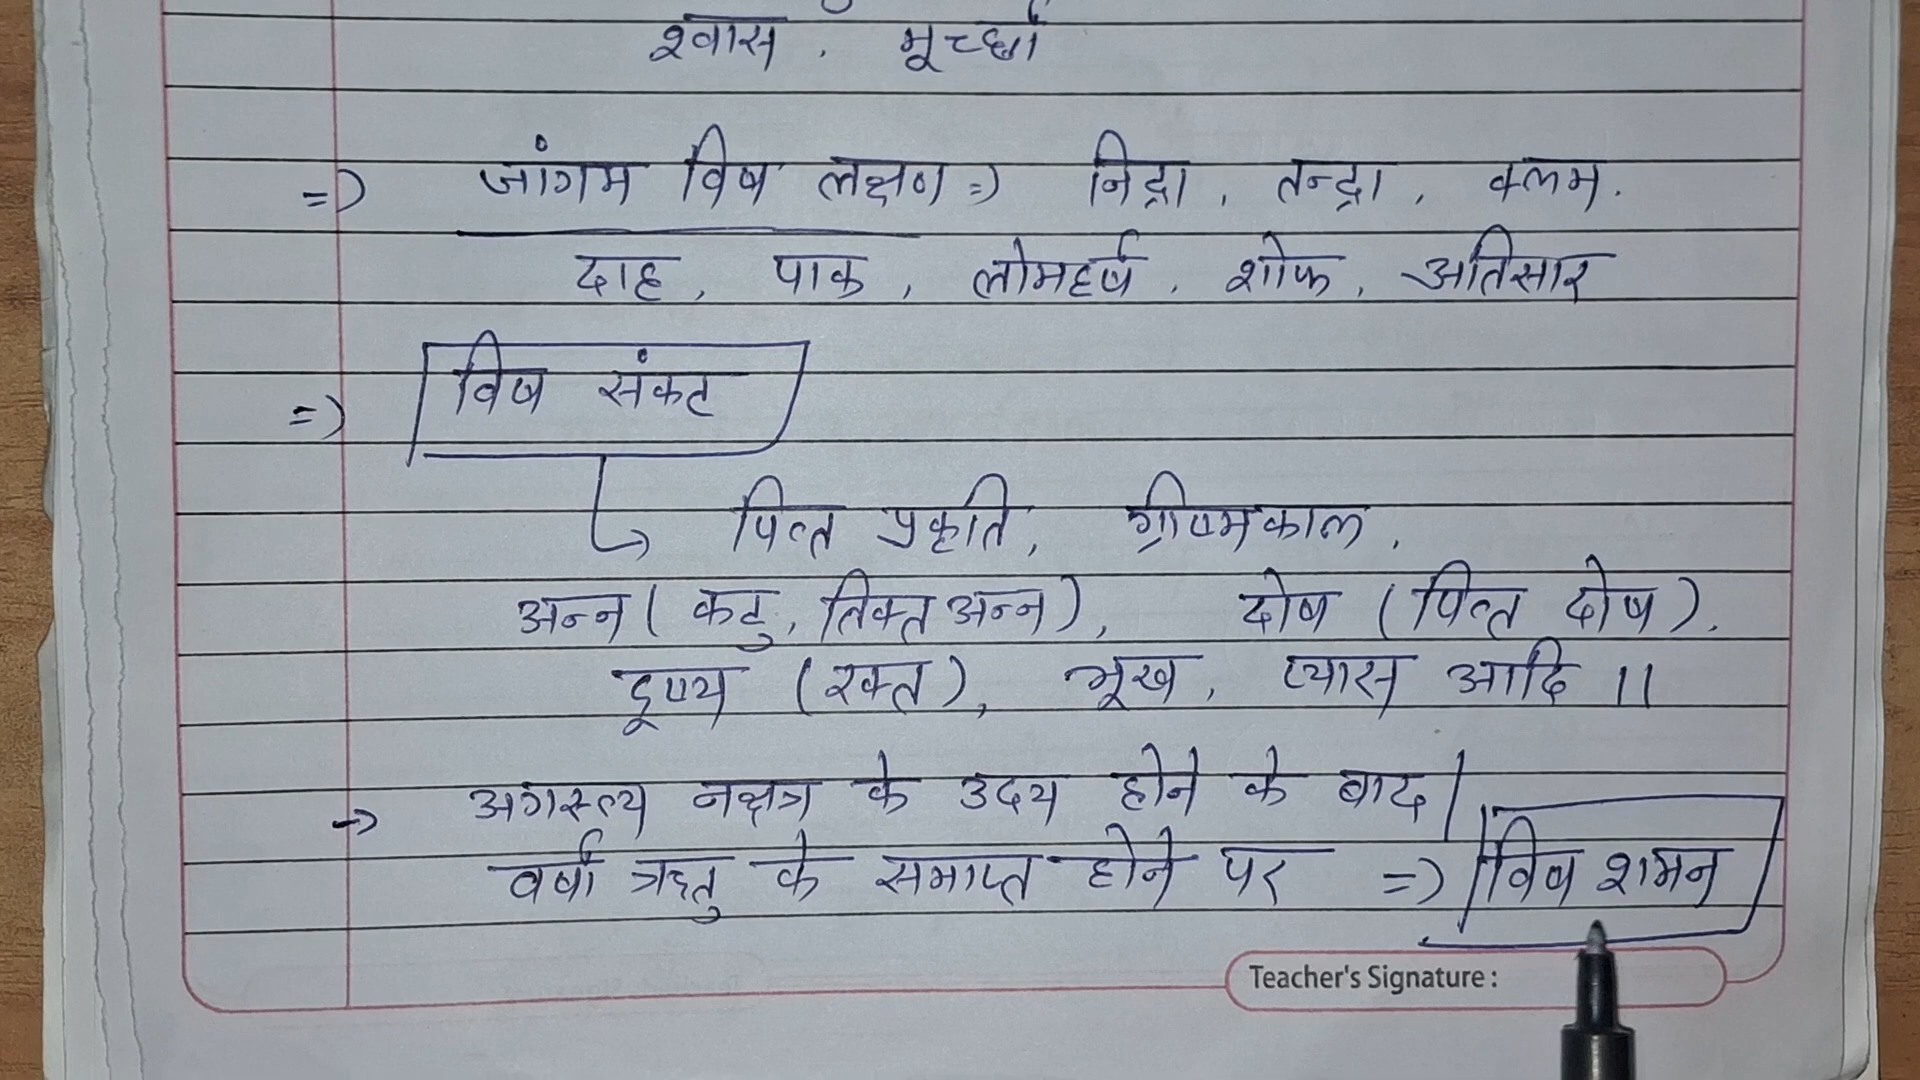 श्वास, मूर्च्छा
=> जांगम विष लक्षण => निद्रा, तन्द्रा, क्लम,
दाह, पाक, लोमहर्ष, शोफ, अतिसार
=> विष संकट
पित्त प्रकृति, ग्रीष्मकाल,
अन्न (कटु, तिक्त अन्न), दोष (पित्त दोष),
दूष्य (रक्त), भूख, प्यास आदि ॥
→ अगस्त्य नक्षत्र के उदय होने के बाद |
वर्षा ऋतु के समाप्त होने पर => विष शमन
Teacher's Signature :